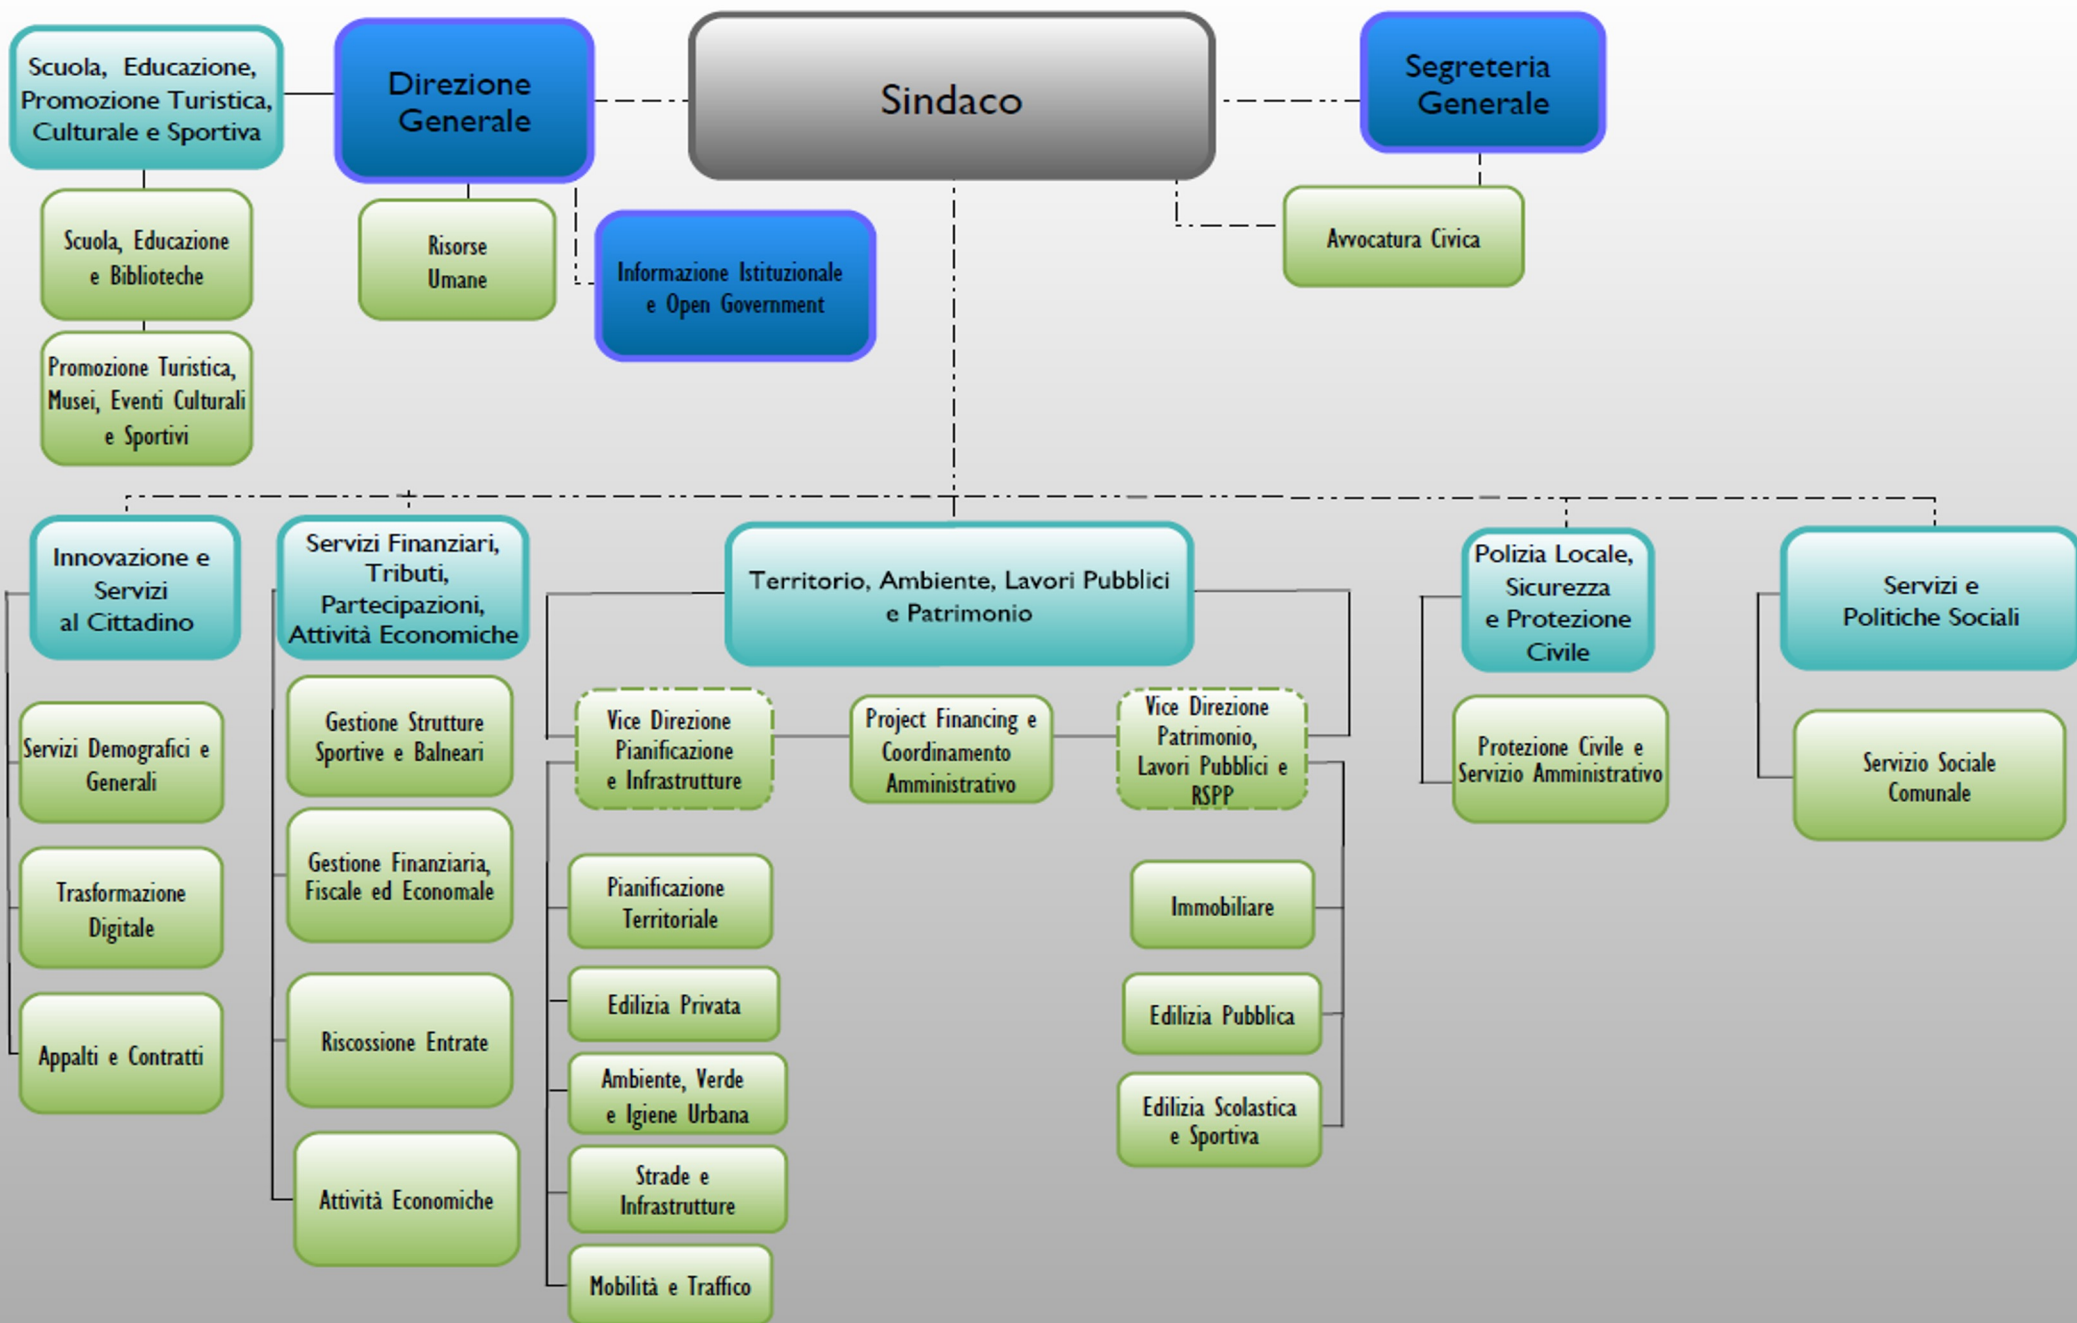 Scuola, Educazione,
Promozione Turistica,
Culturale e Sportiva
Direzione
Generale
Sindaco
Segreteria
Generale
Scuola, Educazione
e Biblioteche
Risorse
Umane
Informazione Istituzionale
e Open Government
Avvocatura Civica
Promozione Turistica,
Musei, Eventi Culturali
e Sportivi
Innovazione e
Servizi
al Cittadino
Servizi Finanziari,
Tributi,
Partecipazioni,
Attività Economiche
Territorio, Ambiente, Lavori Pubblici
e Patrimonio
Polizia Locale,
Sicurezza
e Protezione
Civile
Servizi e
Politiche Sociali
Servizi Demografici e
Generali
Trasformazione
Digitale
Appalti e Contratti
Gestione Strutture
Sportive e Balneari
Gestione Finanziaria,
Fiscale ed Economale
Riscossione Entrate
Attività Economiche
Vice Direzione
Pianificazione
e Infrastrutture
Project Financing e
Coordinamento
Amministrativo
Vice Direzione
Patrimonio,
Lavori Pubblici e
RSPP
Pianificazione
Territoriale
Edilizia Privata
Ambiente, Verde
e Igiene Urbana
Strade e
Infrastrutture
Mobilità e Traffico
Immobiliare
Edilizia Pubblica
Edilizia Scolastica
e Sportiva
Protezione Civile e
Servizio Amministrativo
Servizio Sociale
Comunale